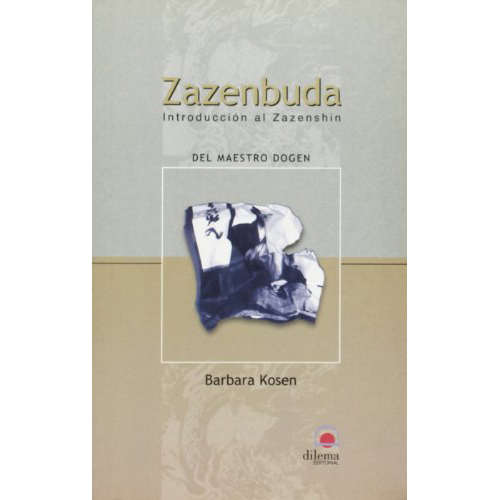 Zazenbuda
Introducción al Zazenshin
DEL MAESTRO DOGEN
Barbara Kosen
dilema
EDITORIAL